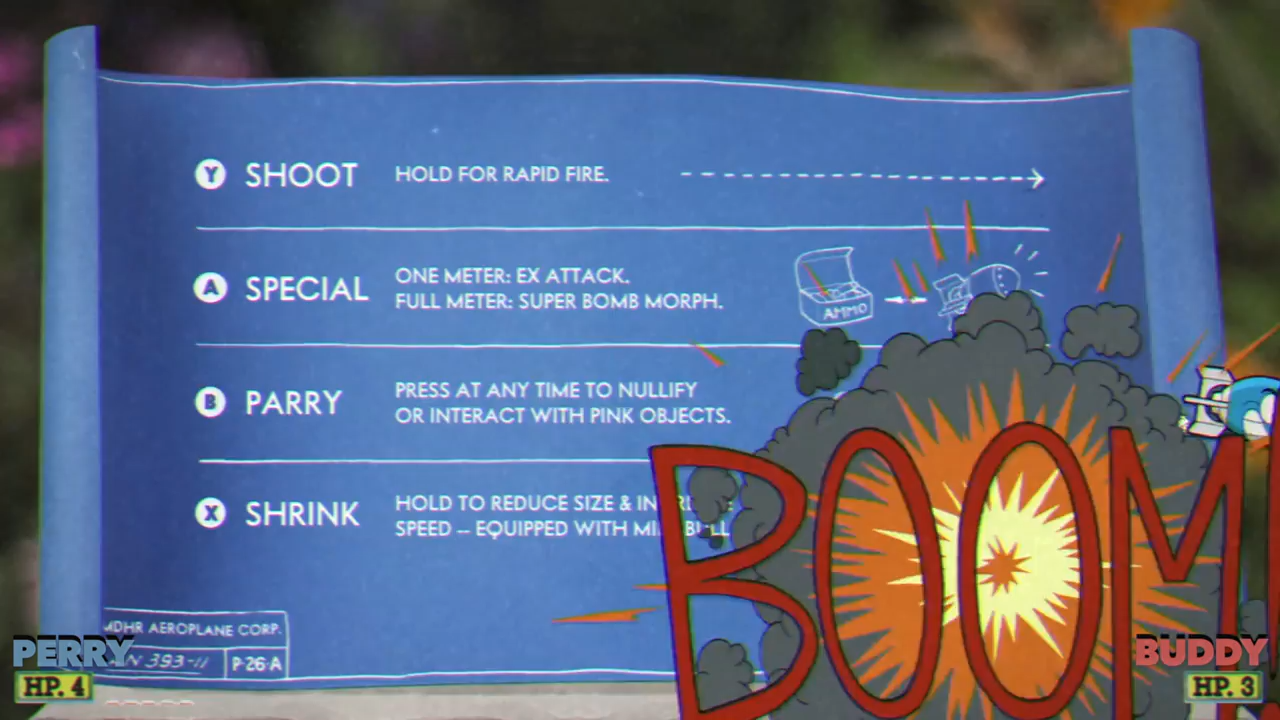 Y SHOOT HOLD FOR RAPID FIRE.
A SPECIAL ONE METER: EX ATTACK.
FULL METER: SUPER BOMB MORPH.
AMMO
B PARRY PRESS AT ANY TIME TO NULLIFY
OR INTERACT WITH PINK OBJECTS.
X SHRINK HOLD TO REDUCE SIZE &
SPEED – EQUIPPED WITH
BOOM!
MDHR AEROPLANE CORP.
393-11 P-26-A
PERRY
HP. 4
BUDDY
HP. 3